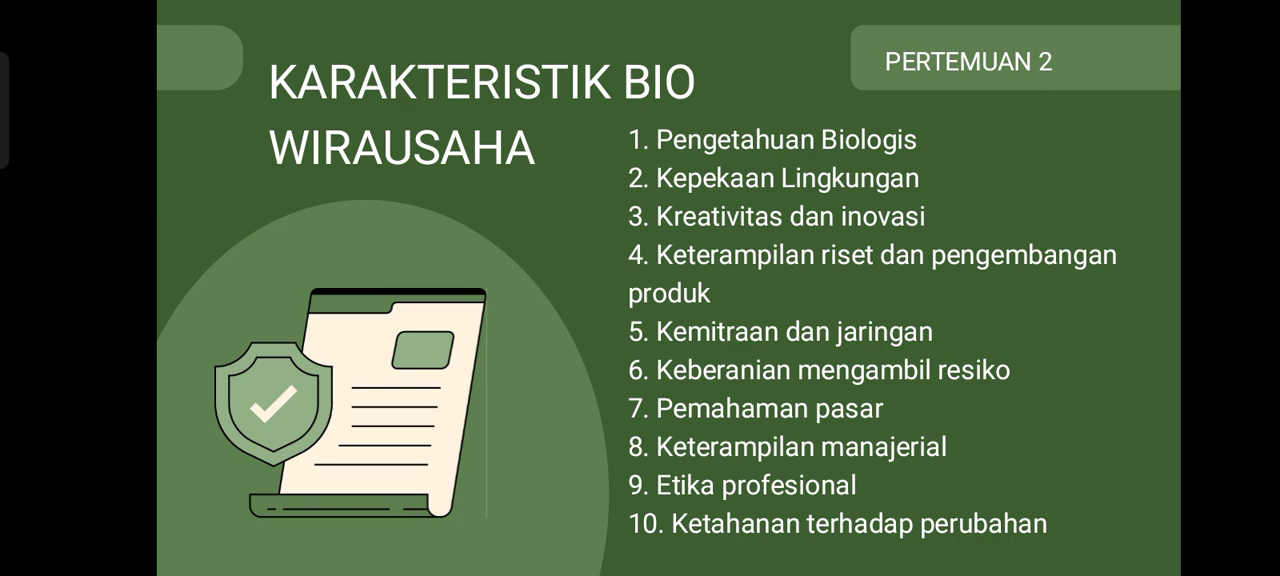 KARAKTERISTIK BIO
WIRAUSAHA
PERTEMUAN 2
1. Pengetahuan Biologis
2. Kepekaan Lingkungan
3. Kreativitas dan inovasi
4. Keterampilan riset dan pengembangan
produk
5. Kemitraan dan jaringan
6. Keberanian mengambil resiko
7. Pemahaman pasar
8. Keterampilan manajerial
9. Etika profesional
10. Ketahanan terhadap perubahan